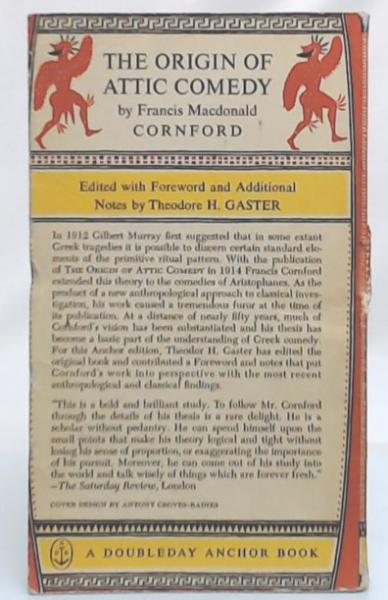 THE ORIGIN OF
ATTIC COMEDY
by Francis Macdonald
CORNFORD
Edited with Foreword and Additional
Notes by Theodore H. GASTER
In 1912 Gilbert Murray first suggested that in some extant
Greek tragedies it is possible to discern certain standard ele-
ments of the primitive ritual pattern. With the publication
of THE ORIGIN OF ATTIC COMEDY in 1914 Francis Cornford
extended this theory to the comedies of Aristophanes. As the
product of a new anthropological approach to classical inves-
tigation, his work caused a tremendous furor at the time of
its publication. At a distance of nearly fifty years, much of
Cornford's vision has been substantiated and his thesis has
become a basic part of the understanding of Greek comedy.
For this Anchor edition, Theodor H. Gaster has edited the
original book and contributed a Foreword and notes that put
Cornford's work into perspective with the most recent
anthropological and classical findings.
"This is a bold and brilliant study. To follow Mr. Cornford
through the details of his thesis is a rare delight. He is a
scholar without pedantry. He can spend himself upon the
small points that make his theory logical and tight without
losing his sense of proportion, or exaggerating the importance
of his pursuit. Moreover, he can come out of his study into
the world and talk wisely of things which are forever fresh."
—The Saturday Review, London
COVER DESIGN BY ANTONY GROVES-RAINES
A DOUBLEDAY ANCHOR BOOK